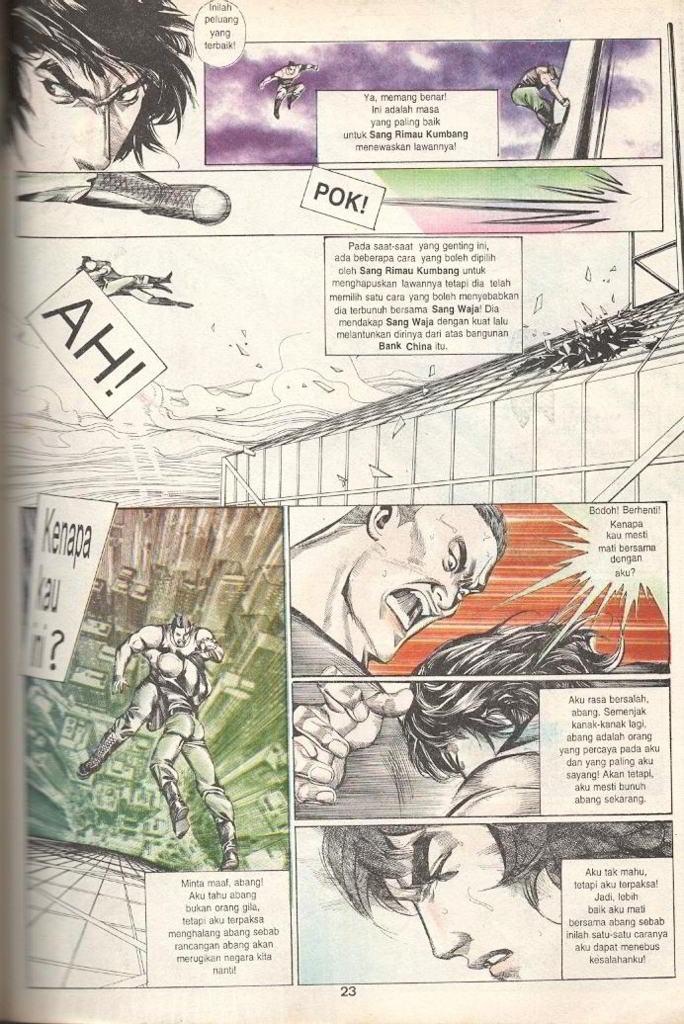 Inilah
peluang
yang
terbaik!
Ya, memang benar!
Ini adalah masa
yang paling baik
untuk Sang Rimau Kumbang
menewaskan lawannya!
POK!
Pada saat-saat yang genting ini,
ada beberapa cara yang boleh dipilih
oleh Sang Rimau Kumbang untuk
menghapuskan lawannya tetapi dia telah
memilih satu cara yang boleh menyebabkan
dia terbunuh bersama Sang Waja! Dia
mendakap Sang Waja dengan kuat lalu
melantunkan dirinya dari atas bangunan
Bank China itu.
AH!
Kenapa
kau
ini?
Bodoh! Berhenti!
Kenapa
kau mesti
mati bersama
dengan
aku?
Aku rasa bersalah,
abang. Semenjak
kanak-kanak lagi,
abang adalah orang
yang percaya pada aku
dan yang paling aku
sayang! Akan tetapi,
aku mesti bunuh
abang sekarang.
Minta maaf, abang!
Aku tahu abang
bukan orang gila,
tetapi aku terpaksa
menghalang abang sebab
rancangan abang akan
merugikan negara kita
nanti!
Aku tak mahu,
tetapi aku terpaksa!
Jadi, lebih
baik aku mati
bersama abang sebab
inilah satu-satu caranya
aku dapat menebus
kesalahanku!
23